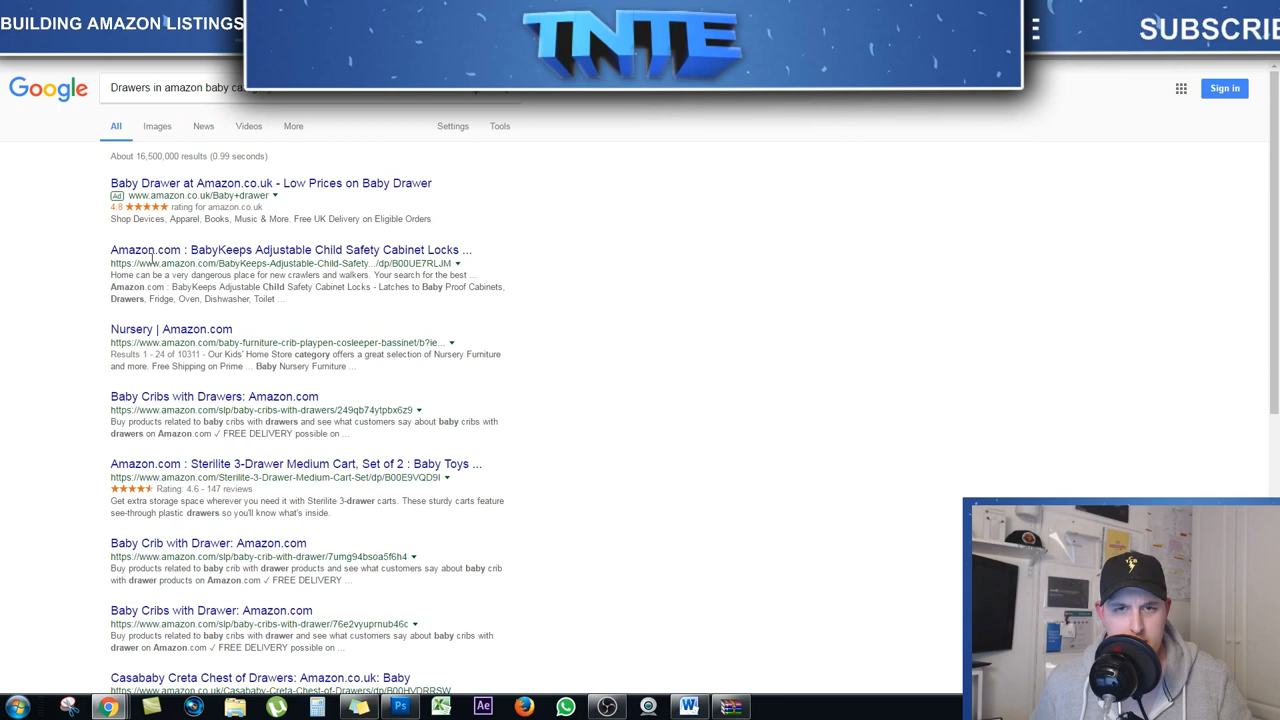 BUILDING AMAZON LISTINGS
TNTE
SUBSCRIBE
Google
Drawers in amazon baby
Sign in
All
Images
News
Videos
More
Settings
Tools
About 16,500,000 results (0.99 seconds)
Baby Drawer at Amazon.co.uk - Low Prices on Baby Drawer
Ad www.amazon.co.uk/Baby+drawer
4.8 ★★★★★ rating for amazon.co.uk
Shop Devices, Apparel, Books, Music & More. Free UK Delivery on Eligible Orders
Amazon.com : BabyKeeps Adjustable Child Safety Cabinet Locks ...
https://www.amazon.com/BabyKeeps-Adjustable-Child-Safety.../dp/B00UE7RLJM
Home can be a very dangerous place for new crawlers and walkers. Your search for the best ...
Amazon.com : BabyKeeps Adjustable Child Safety Cabinet Locks - Latches to Baby Proof Cabinets,
Drawers, Fridge, Oven, Dishwasher, Toilet ...
Nursery | Amazon.com
https://www.amazon.com/baby-furniture-crib-playpen-cosleeper-bassinet/b?ie...
Results 1 - 24 of 10311 - Our Kids' Home Store category offers a great selection of Nursery Furniture
and more. Free Shipping on Prime ... Baby Nursery Furniture ...
Baby Cribs with Drawers: Amazon.com
https://www.amazon.com/slp/baby-cribs-with-drawers/249qb74ytpbx6z9
Buy products related to baby cribs with drawers and see what customers say about baby cribs with
drawers on Amazon.com ✓ FREE DELIVERY possible on ...
Amazon.com : Sterilite 3-Drawer Medium Cart, Set of 2 : Baby Toys ...
https://www.amazon.com/Sterilite-3-Drawer-Medium-Cart-Set/dp/B00E9VQD9I
Rating: 4.6 - 147 reviews
Get extra storage space wherever you need it with Sterilite 3-drawer carts. These sturdy carts feature
see-through plastic drawers so you'll know what's inside.
Baby Crib with Drawer: Amazon.com
https://www.amazon.com/slp/baby-crib-with-drawer/7umg94bsoa5f6h4
Buy products related to baby crib with drawer products and see what customers say about baby crib
with drawer products on Amazon.com ✓ FREE DELIVERY ...
Baby Cribs with Drawer: Amazon.com
https://www.amazon.com/slp/baby-cribs-with-drawer/76e2vyuprnub46c
Buy products related to baby cribs with drawer and see what customers say about baby cribs with
drawer on Amazon.com ✓ FREE DELIVERY possible on ...
Casababy Creta Chest of Drawers: Amazon.co.uk: Baby
https://www.amazon.co.uk/Casababy-Creta-Chest-of-Drawers/dp/B00HVDRRSW
Ps
Ae
W